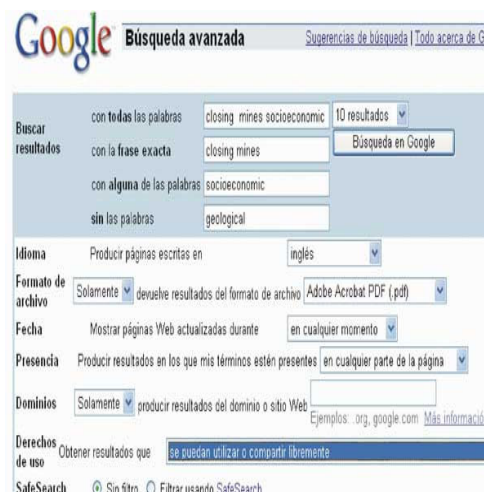 Google Búsqueda avanzada Sugerencias de búsqueda | Todo acerca de G
Buscar resultados
con todas las palabras closing mines socioeconomic 10 resultados
con la frase exacta closing mines Búsqueda en Google
con alguna de las palabras socioeconomic
sin las palabras geological
Idioma Producir páginas escritas en inglés
Formato de archivo Solamente devuelve resultados del formato de archivo Adobe Acrobat PDF (.pdf)
Fecha Mostrar páginas Web actualizadas durante en cualquier momento
Presencia Producir resultados en los que mis términos estén presentes en cualquier parte de la página
Dominios Solamente producir resultados del dominio o sitio Web
Ejemplos: .org, google.com Más informació
Derechos de uso Obtener resultados que se puedan utilizar o compartir libremente
SafeSearch Sin filtro Filtrar usando SafeSearch